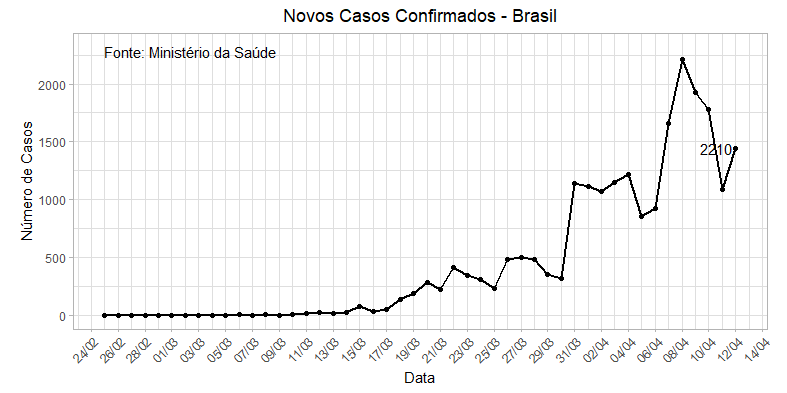 Novos Casos Confirmados - Brasil
Fonte: Ministério da Saúde
Número de Casos
2000
1500
1000
500
0
2210
24/02 26/02 28/02 01/03 03/03 05/03 07/03 09/03 11/03 13/03 15/03 17/03 19/03 21/03 23/03 25/03 27/03 29/03 31/03 02/04 04/04 06/04 08/04 10/04 12/04 14/04
Data